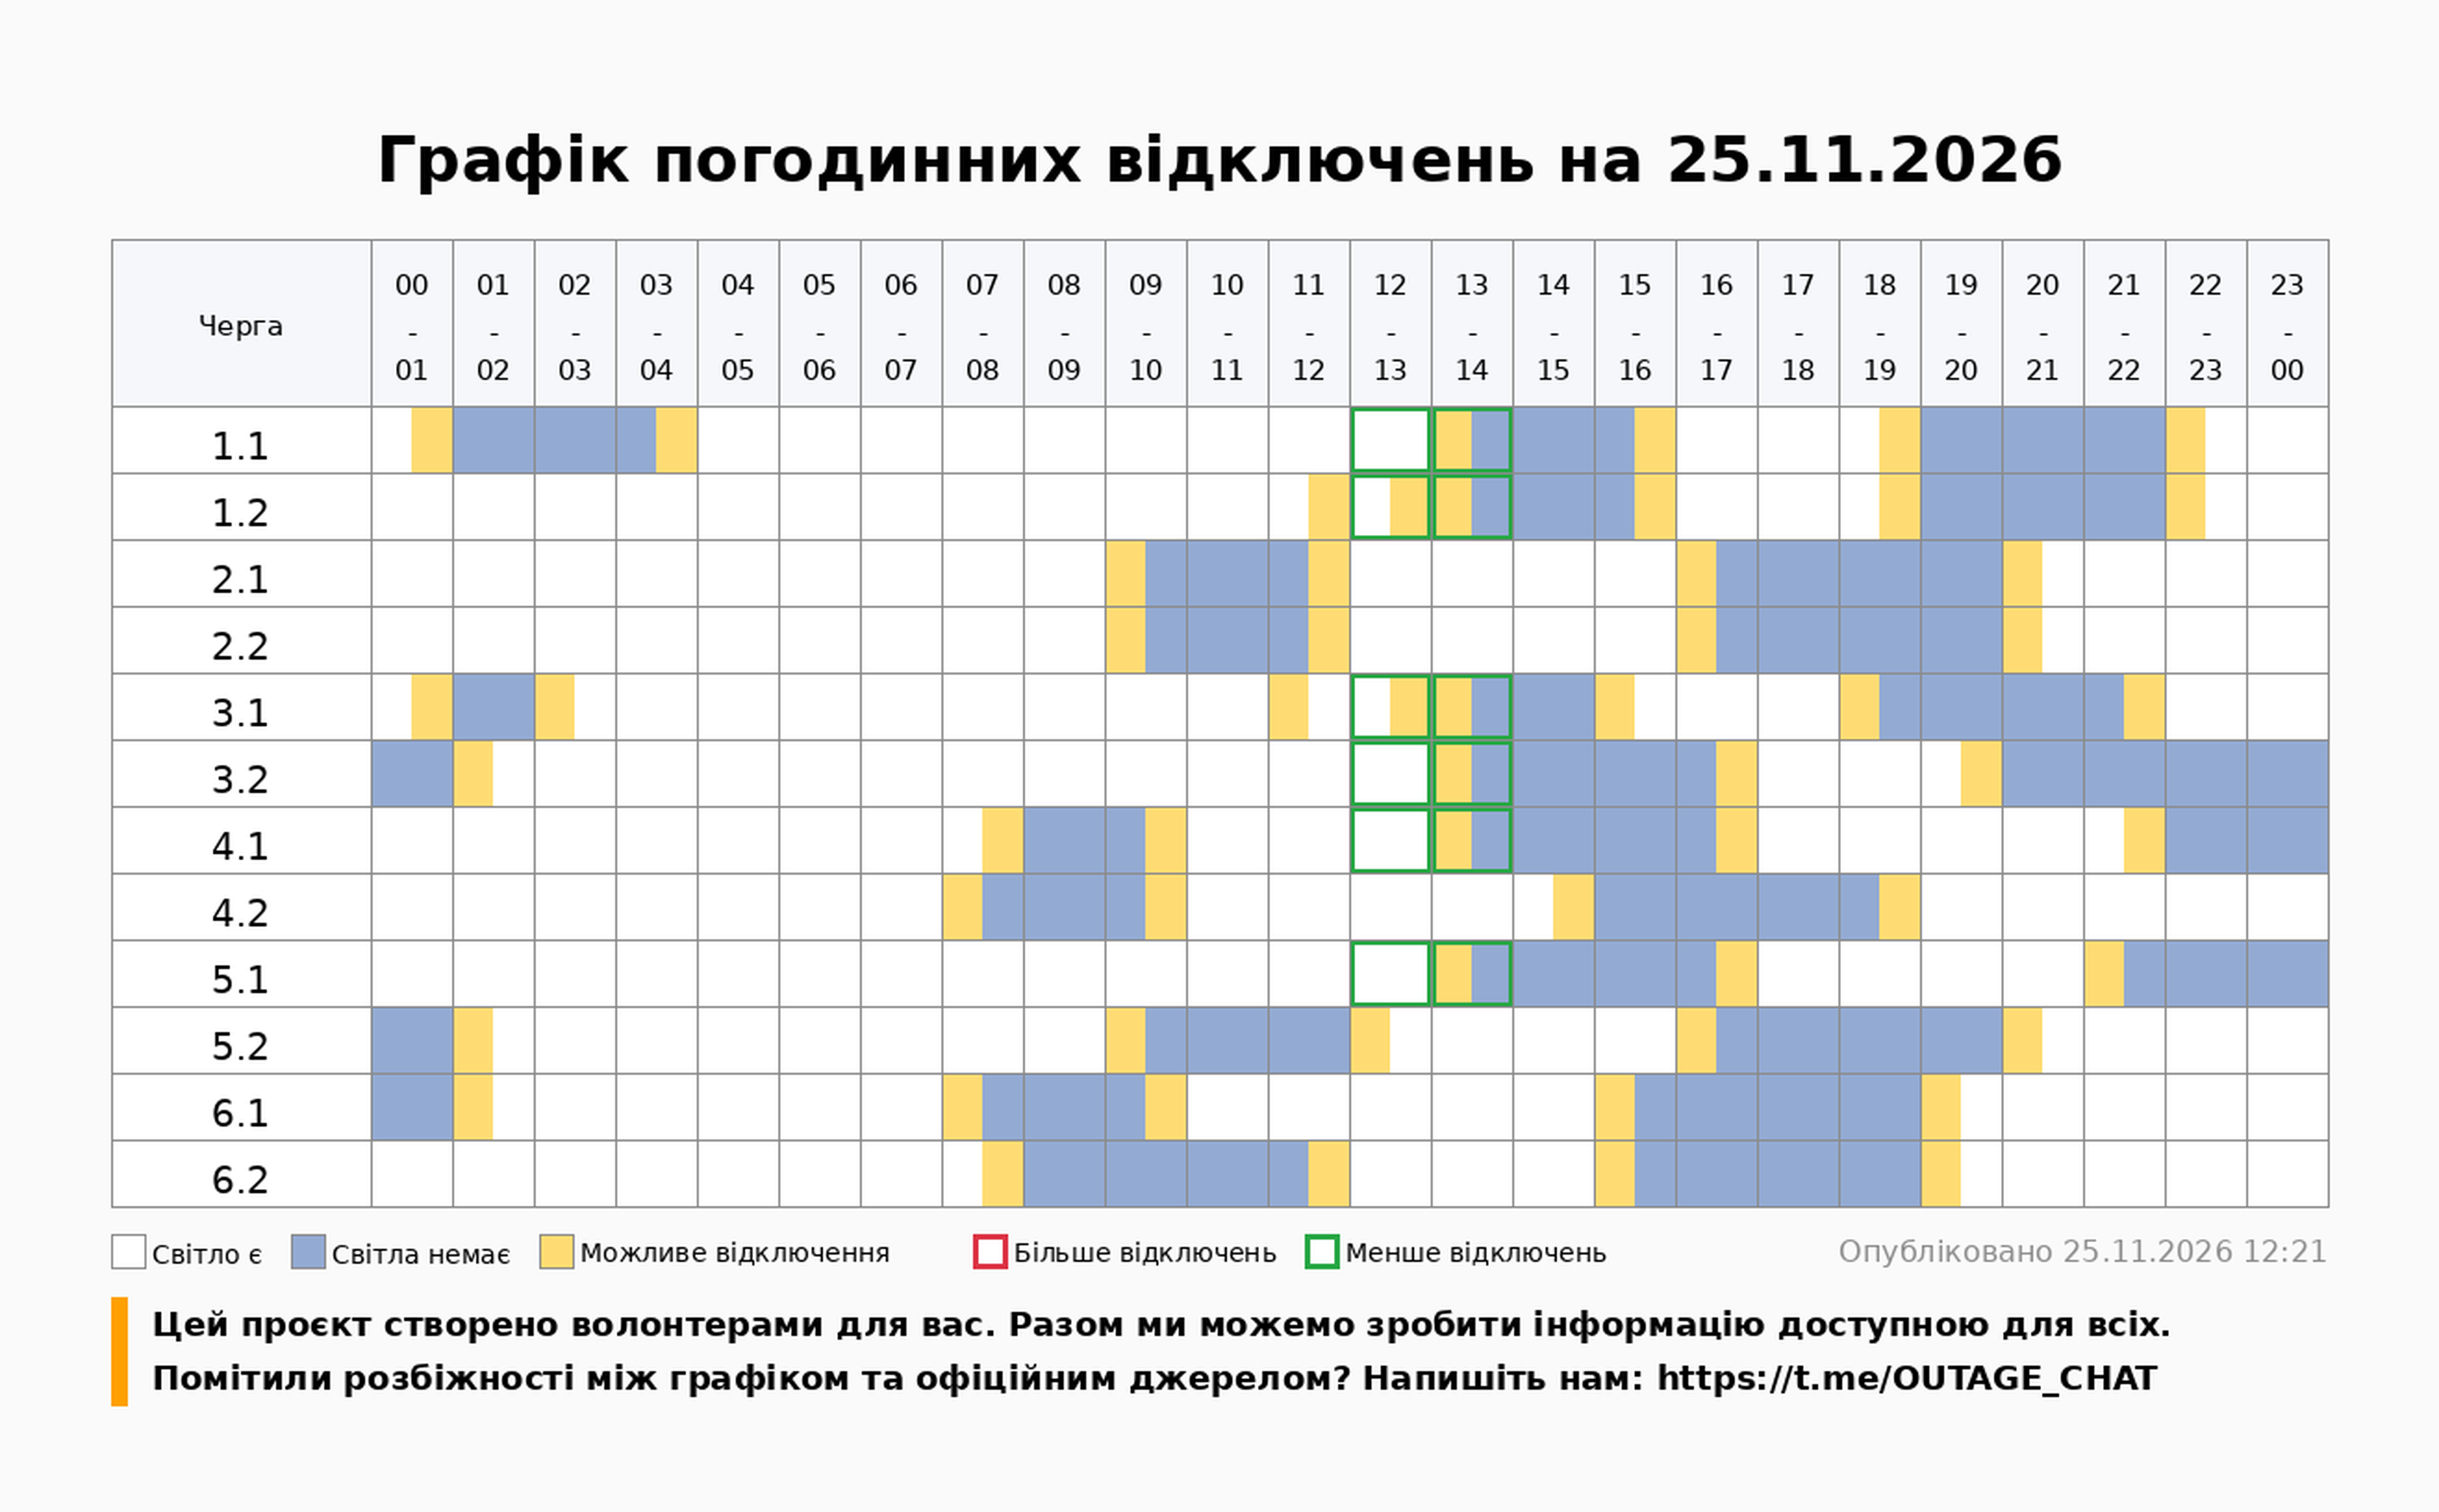 Графік погодинних відключень на 25.11.2026
Черга 00 - 01 01 - 02 02 - 03 03 - 04 04 - 05 05 - 06 06 - 07 07 - 08 08 - 09 09 - 10 10 - 11 11 - 12 12 - 13 13 - 14 14 - 15 15 - 16 16 - 17 17 - 18 18 - 19 19 - 20 20 - 21 21 - 22 22 - 23 23 - 00
1.1
1.2
2.1
2.2
3.1
3.2
4.1
4.2
5.1
5.2
6.1
6.2
Світло є Світла немає Можливе відключення Більше відключень Менше відключень Опубліковано 25.11.2026 12:21
Цей проєкт створено волонтерами для вас. Разом ми можемо зробити інформацію доступною для всіх.
Помітили розбіжності між графіком та офіційним джерелом? Напишіть нам: https://t.me/OUTAGE_CHAT